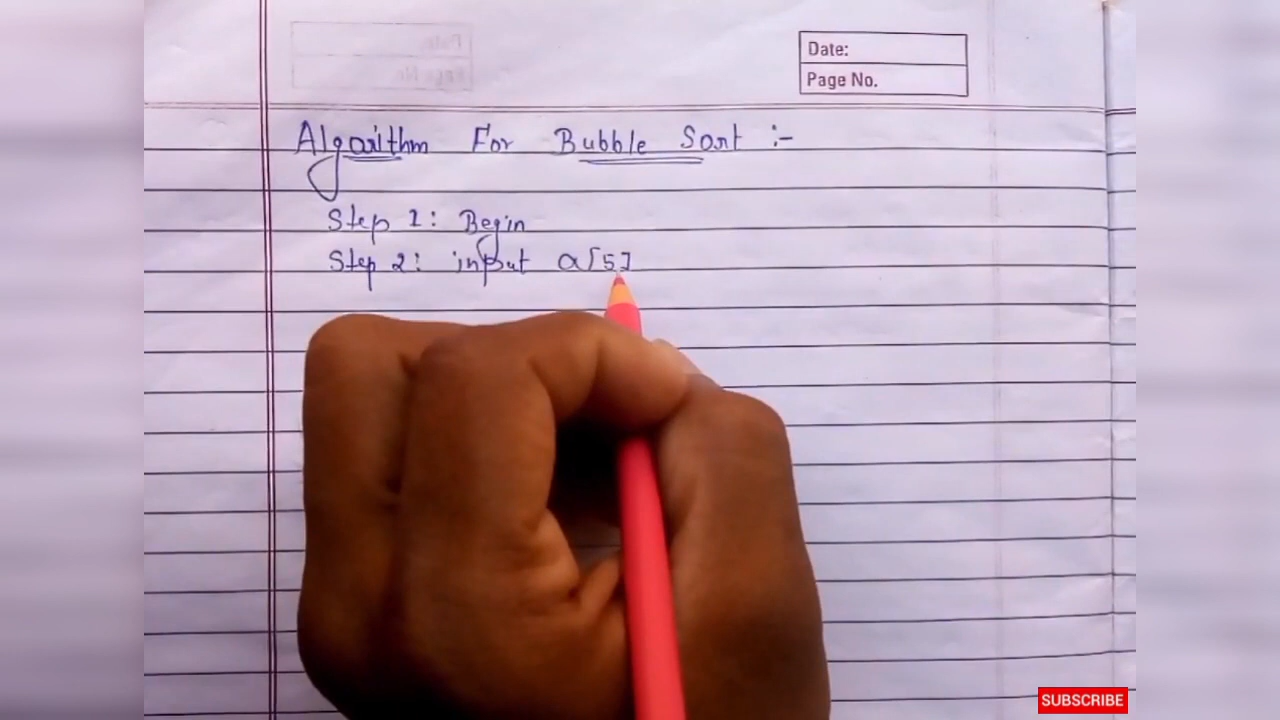 Date:
Page No.
Algorithm For Bubble Sort :-
Step 1: Begin
Step 2: input a[5]
SUBSCRIBE